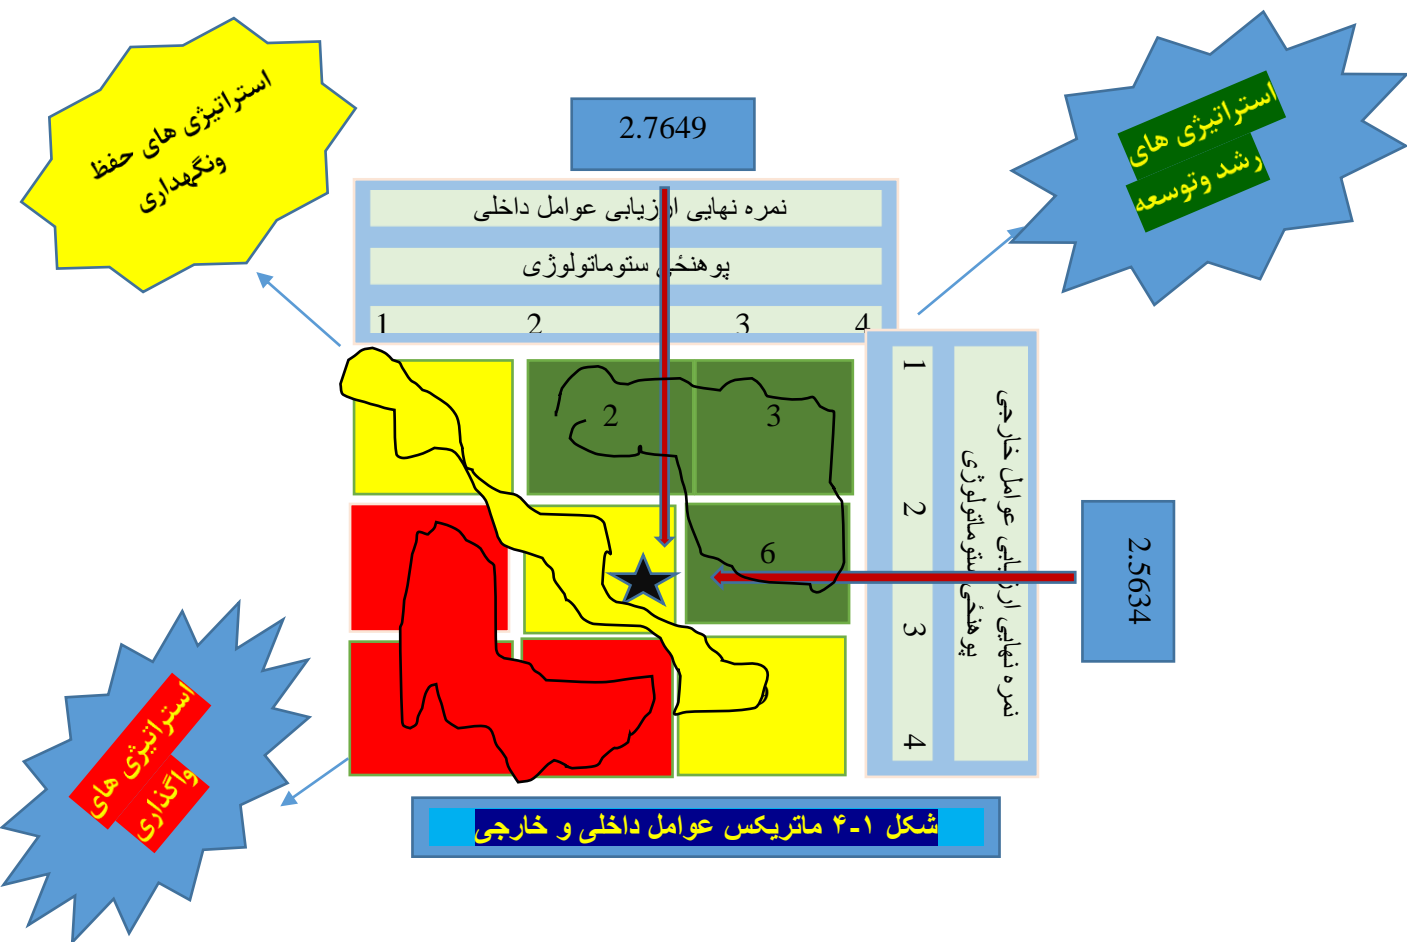 استراتیژی های حفظ
ونگهداری
2.7649
استراتیژی های
رشد وتوسعه
نمره نهایی ارزیابی عوامل داخلی
پوهنځی ستوماتولوژی
1 2 3 4
2 3
6
1 2 3 4
نمره نهایی ارزیابی عوامل خارجی
پوهنځی ستوماتولوژی
2.5634
استراتیژی های
واگذاری
شکل ۱-۴ ماتریکس عوامل داخلی و خارجی